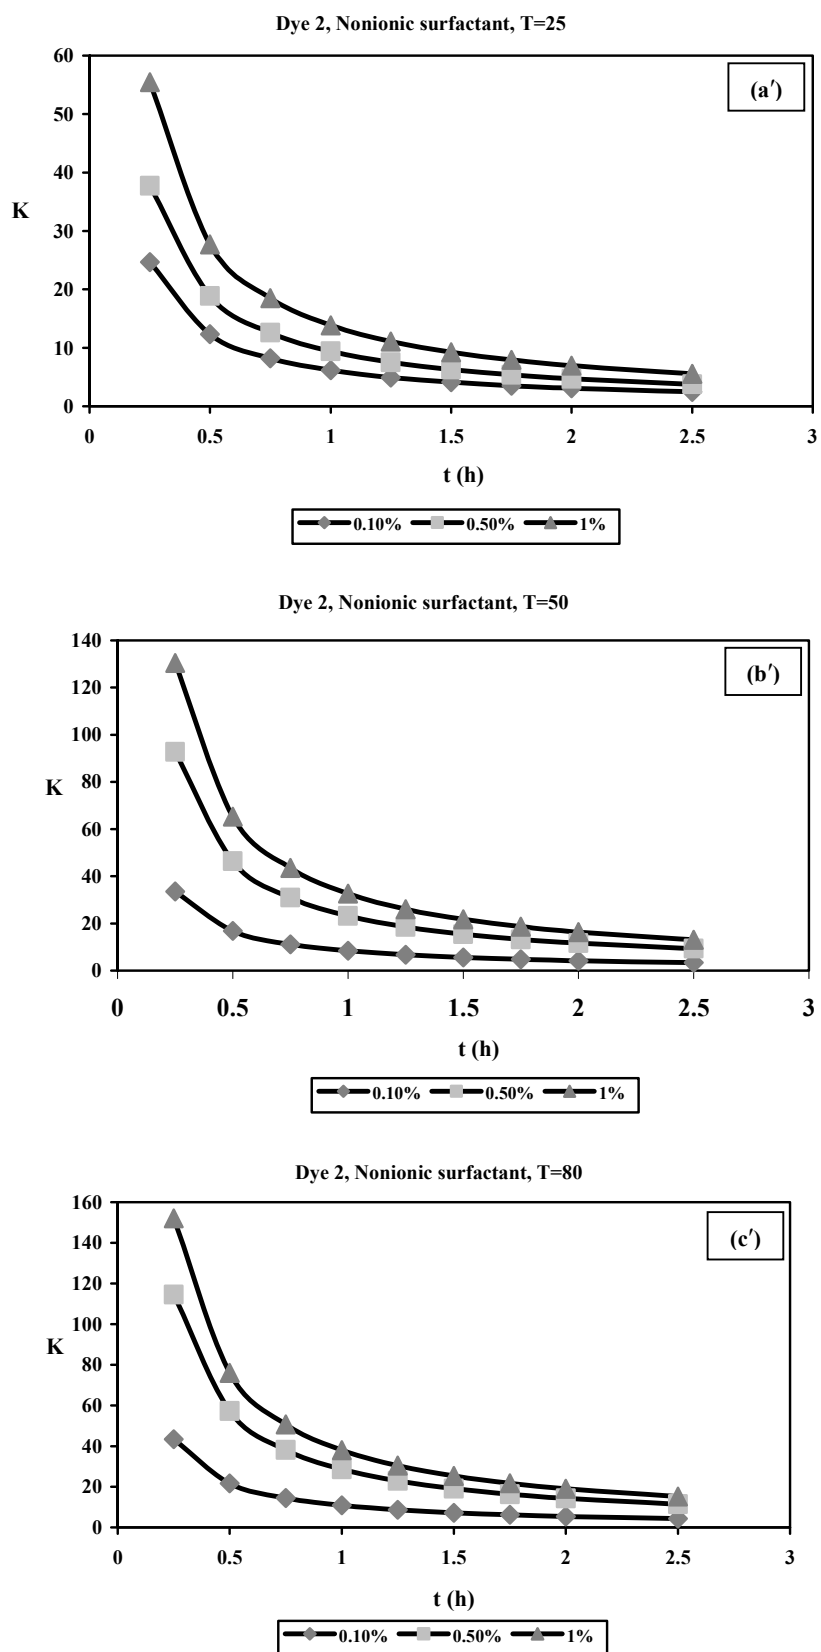 Dye 2, Nonionic surfactant, T=25
60
(a′)
50
40
K
30
20
10
0
0 0.5 1 1.5 2 2.5 3
t (h)
0.10% 0.50% 1%
Dye 2, Nonionic surfactant, T=50
140
(b′)
120
100
80
K
60
40
20
0
0 0.5 1 1.5 2 2.5 3
t (h)
0.10% 0.50% 1%
Dye 2, Nonionic surfactant, T=80
160
(c′)
140
120
100
K
80
60
40
20
0
0 0.5 1 1.5 2 2.5 3
t (h)
0.10% 0.50% 1%